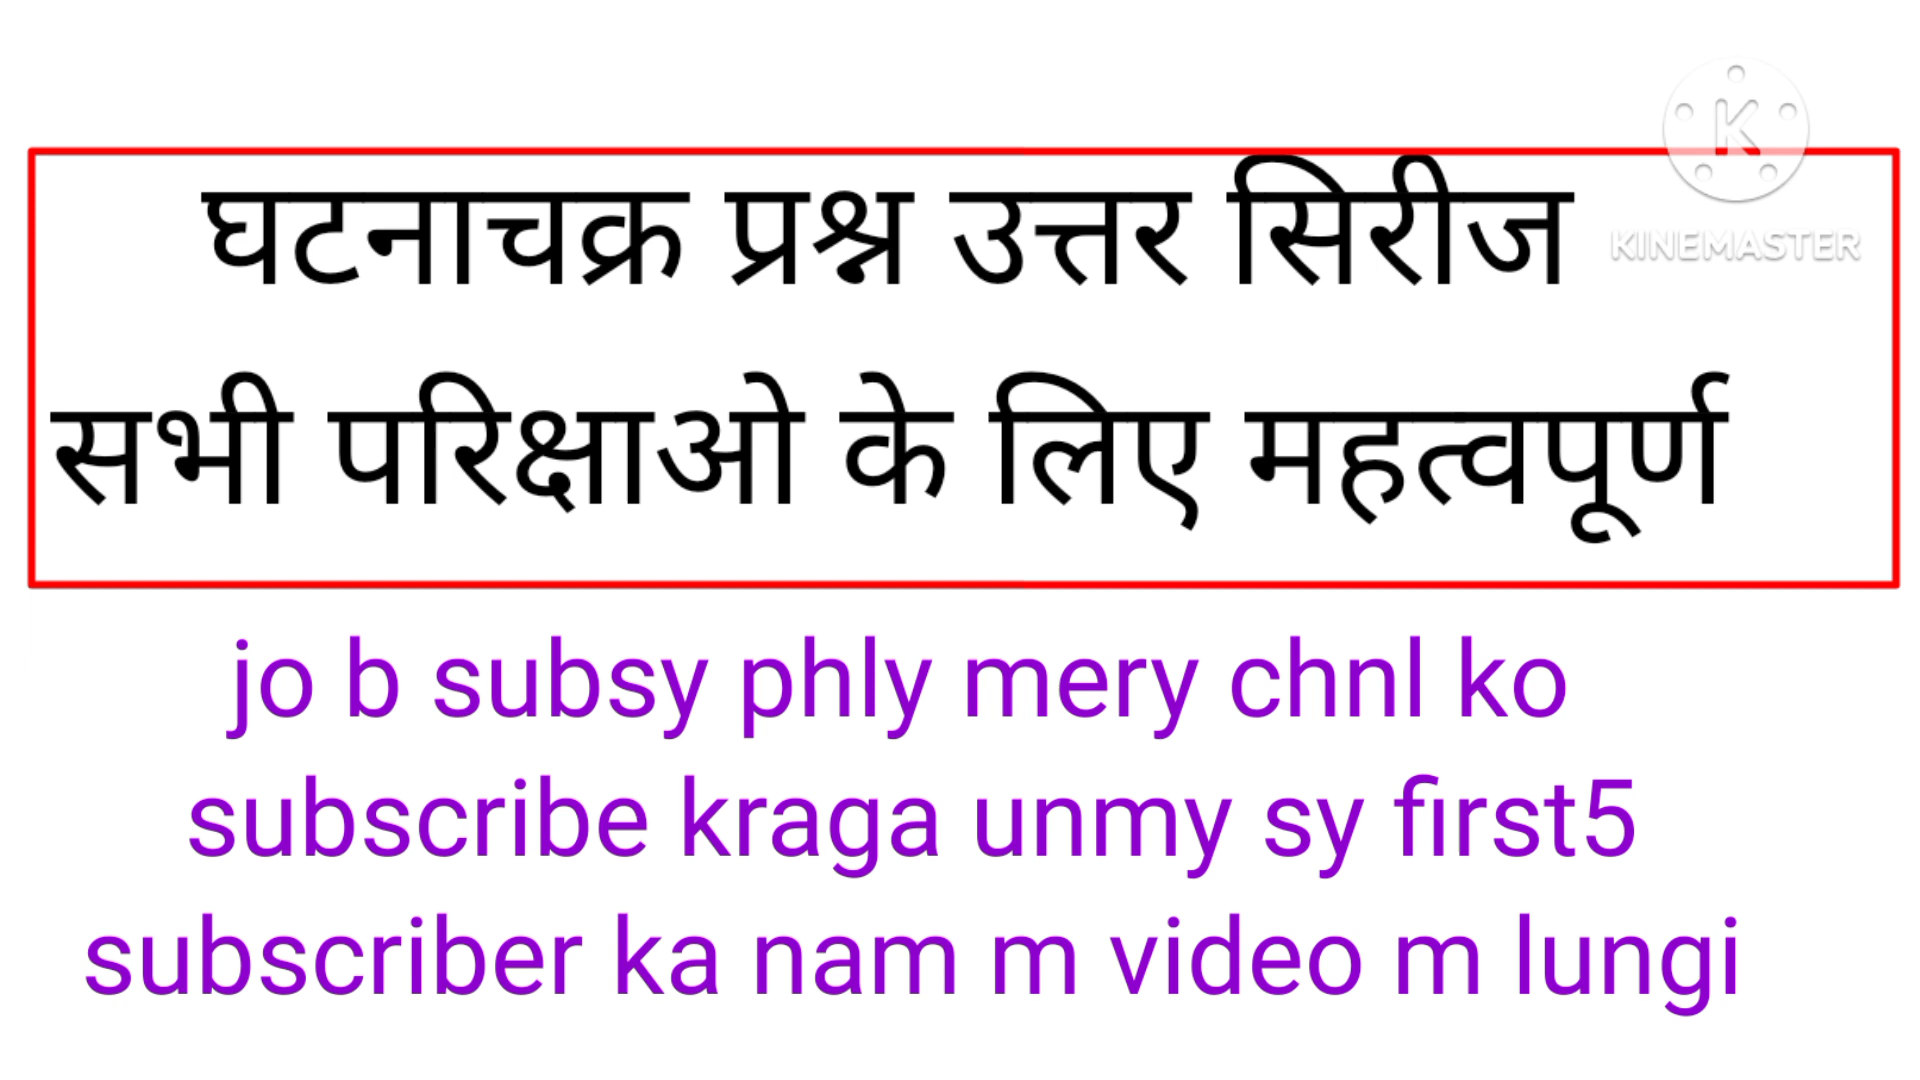 घटनाचक्र प्रश्न उत्तर सिरीज
KINEMASTER
सभी परिक्षाओ के लिए महत्वपूर्ण
jo b subsy phly mery chnl ko
subscribe kraga unmy sy first5
subscriber ka nam m video m lungi